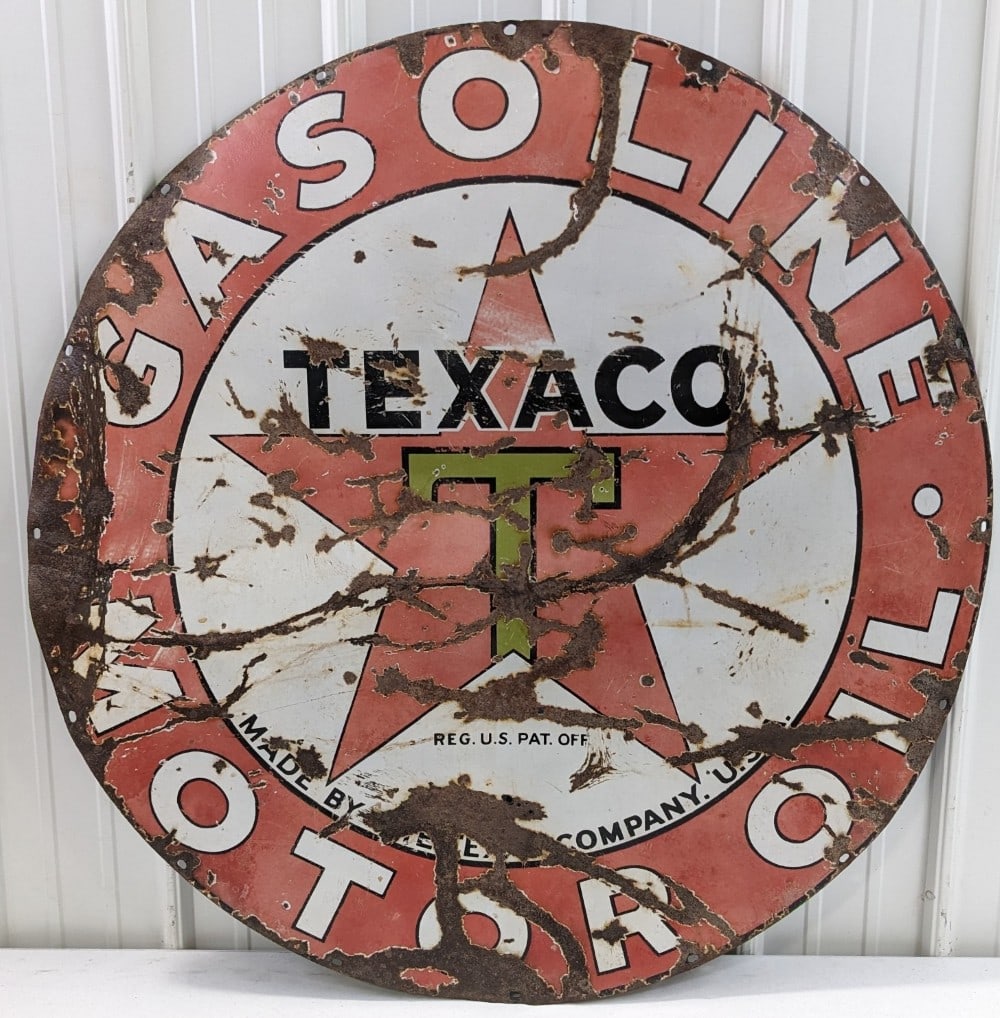 GASOLINE
TEXACO
T
REG. U.S. PAT. OFF
MADE BY COMPANY. U.S.
MOTOR OIL